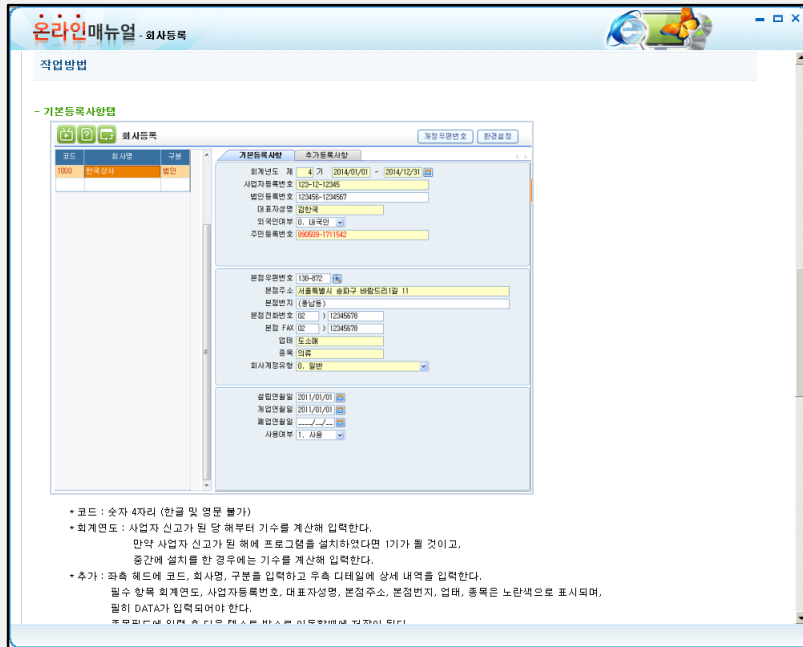 온라인매뉴얼 - 회사등록
작업방법
- 기본등록사항탭
회사등록
개정우편번호
환경설정
코드 회사명 구분
1000 한국상사 법인
기본등록사항 추가등록사항
회계년도 제 4 기 2014/01/01 - 2014/12/31
사업자등록번호 123-12-12345
법인등록번호 123456-1234567
대표자성명 김한국
외국인여부 0. 내국인
주민등록번호 890509-1711542
본점우편번호 138-872
본점주소 서울특별시 송파구 바람드리1길 11
본점번지 (풍납동)
본점전화번호 02 ) 12345678
본점 FAX 02 ) 12345678
업태 도소매
종목 의류
회사계정유형 0. 일반
설립연월일 2011/01/01
개업연월일 2011/01/01
폐업연월일 ____/__/__
사용여부 1. 사용
* 코드 : 숫자 4자리 (한글 및 영문 불가)
* 회계연도 : 사업자 신고가 된 당 해부터 기수를 계산해 입력한다.
만약 사업자 신고가 된 해에 프로그램을 설치하였다면 1기가 될 것이고,
중간에 설치를 한 경우에는 기수를 계산해 입력한다.
* 추가 : 좌측 헤드에 코드, 회사명, 구분을 입력하고 우측 디테일에 상세 내역을 입력한다.
필수 항목 회계연도, 사업자등록번호, 대표자성명, 본점주소, 본점번지, 업태, 종목은 노란색으로 표시되며,
필히 DATA가 입력되어야 한다.